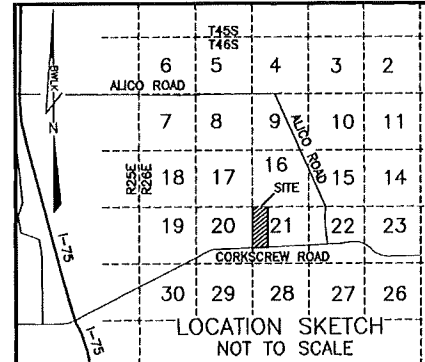 T45S
T46S
6 5 4 3 2
ALICO ROAD
BWLK
N
7 8 9 10 11
ALICO ROAD
R25E
R26E
18 17 16 15 14
SITE
19 20 21 22 23
I-75
CORKSCREW ROAD
30 29 28 27 26
I-75
LOCATION SKETCH
NOT TO SCALE